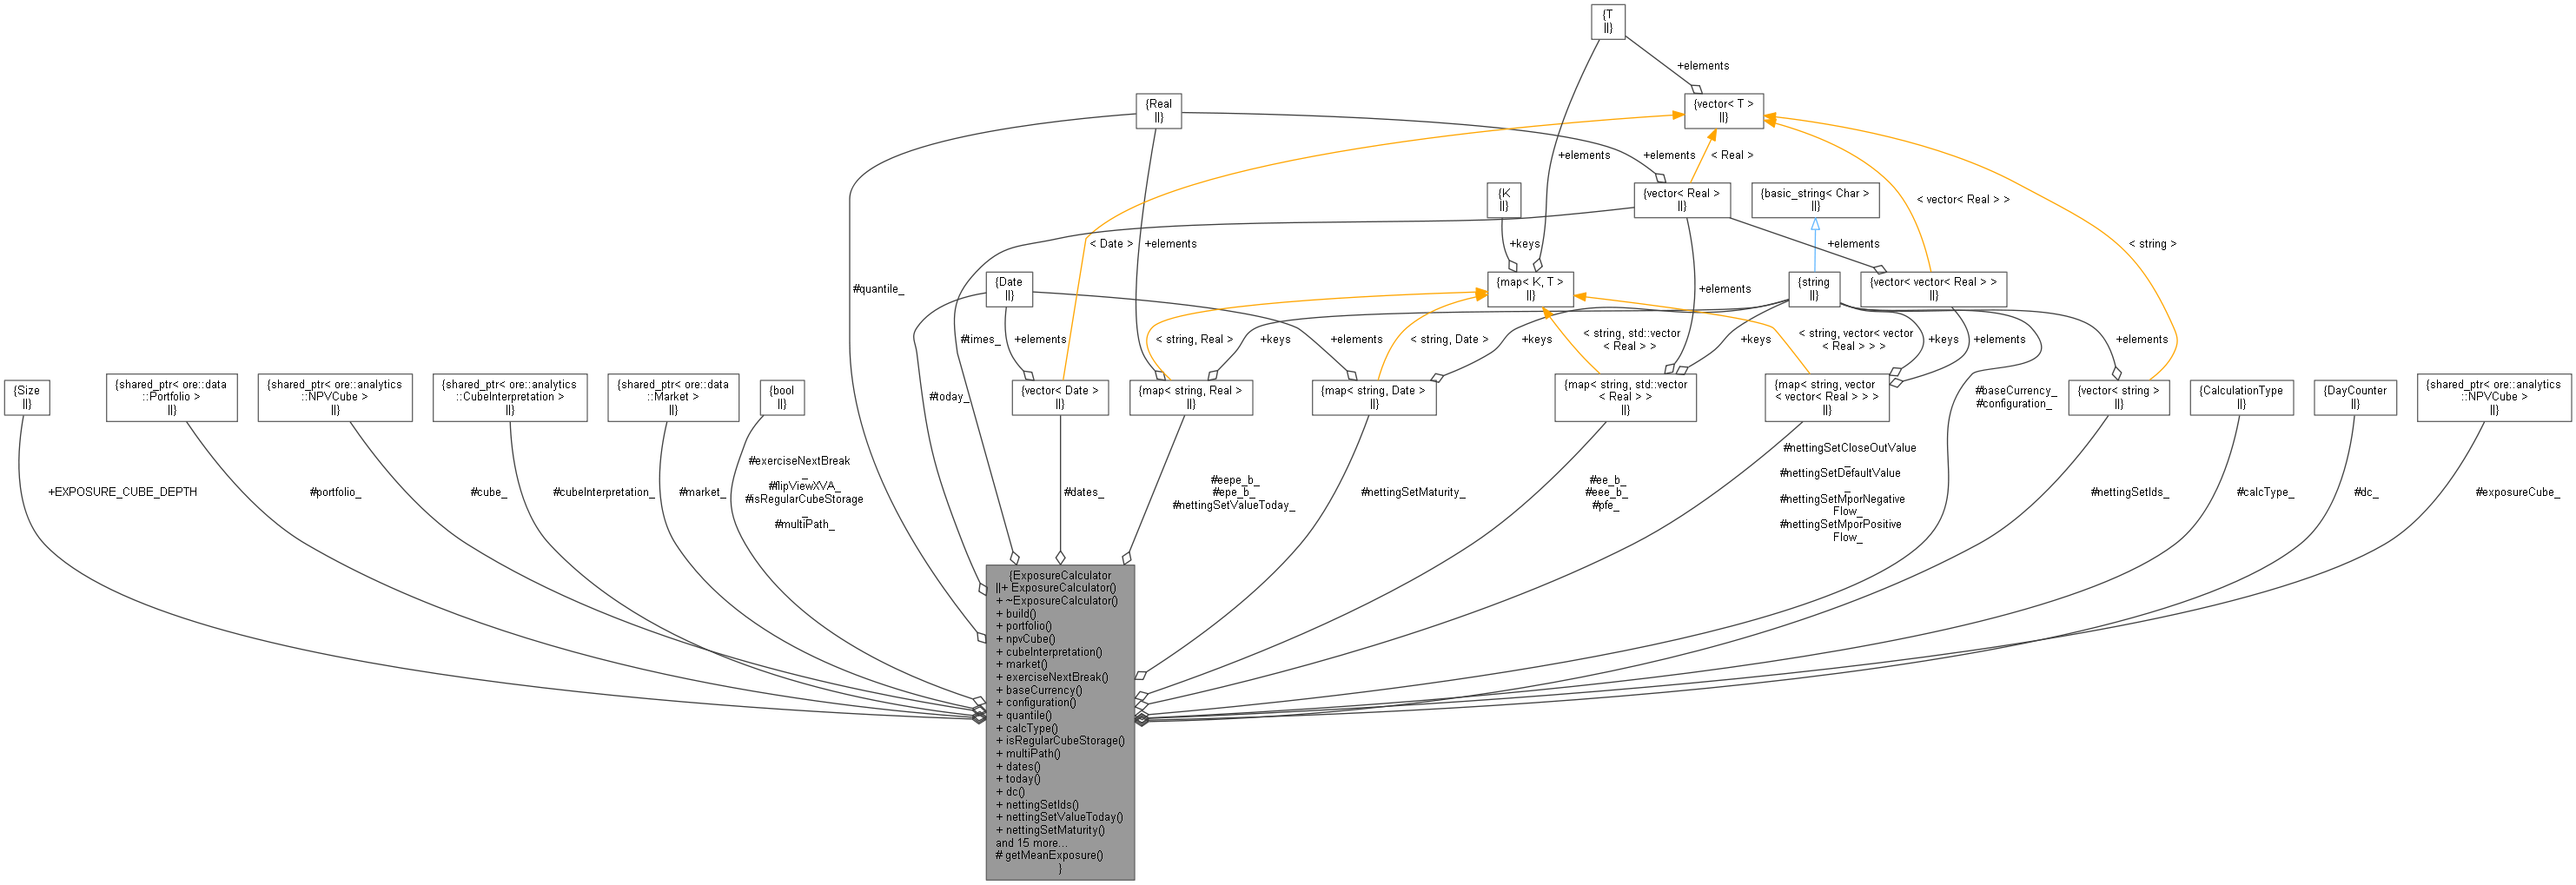 {T
||}
+elements
{Real
||}
{vector< T >
||}
+elements
+elements
< Real >
{K
||}
{vector< Real >
||}
{basic_string< Char >
||}
< vector< Real > >
< Date >
+elements
+keys
+elements
< string >
{Date
||}
{map< K, T >
||}
{string
||}
{vector< vector< Real > >
||}
#quantile_
+elements
#times_
+elements
< string, Real >
+keys
+elements
< string, Date >
+keys
< string, std::vector
< Real > >
+keys
< string, vector< vector
< Real > > >
+keys
+elements
+elements
{Size
||}
{shared_ptr< ore::data
::Portfolio >
||}
{shared_ptr< ore::analytics
::NPVCube >
||}
{shared_ptr< ore::analytics
::CubeInterpretation >
||}
{shared_ptr< ore::data
::Market >
||}
{bool
||}
#today_
{vector< Date >
||}
{map< string, Real >
||}
{map< string, Date >
||}
{map< string, std::vector
< Real > >
||}
{map< string, vector
< vector< Real > > >
||}
#baseCurrency_
#configuration_
{vector< string >
||}
{CalculationType
||}
{DayCounter
||}
{shared_ptr< ore::analytics
::NPVCube >
||}
+EXPOSURE_CUBE_DEPTH
#portfolio_
#cube_
#cubeInterpretation_
#market_
#exerciseNextBreak
_
#flipViewXVA_
#isRegularCubeStorage
_
#multiPath_
#dates_
#eepe_b_
#epe_b_
#nettingSetValueToday_
#nettingSetMaturity_
#ee_b_
#eee_b_
#pfe_
#nettingSetCloseOutValue
_
#nettingSetDefaultValue
_
#nettingSetMporNegative
Flow_
#nettingSetMporPositive
Flow_
#nettingSetIds_
#calcType_
#dc_
#exposureCube_
{ExposureCalculator
||+ ExposureCalculator()
+ ~ExposureCalculator()
+ build()
+ portfolio()
+ npvCube()
+ cubeInterpretation()
+ market()
+ exerciseNextBreak()
+ baseCurrency()
+ configuration()
+ quantile()
+ calcType()
+ isRegularCubeStorage()
+ multiPath()
+ dates()
+ today()
+ dc()
+ nettingSetIds()
+ nettingSetValueToday()
+ nettingSetMaturity()
and 15 more...
# getMeanExposure()
}